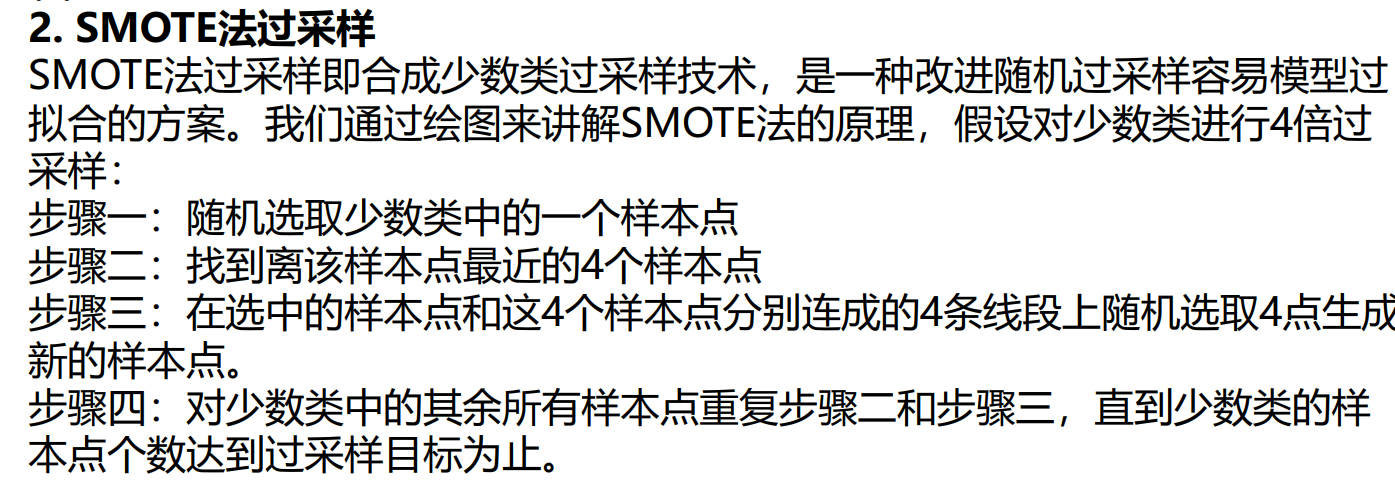 2. SMOTE法过采样
SMOTE法过采样即合成少数类过采样技术，是一种改进随机过采样容易模型过
拟合的方案。我们通过绘图来讲解SMOTE法的原理，假设对少数类进行4倍过
采样：
步骤一：随机选取少数类中的一个样本点
步骤二：找到离该样本点最近的4个样本点
步骤三：在选中的样本点和这4个样本点分别连成的4条线段上随机选取4点生成
新的样本点。
步骤四：对少数类中的其余所有样本点重复步骤二和步骤三，直到少数类的样
本点个数达到过采样目标为止。